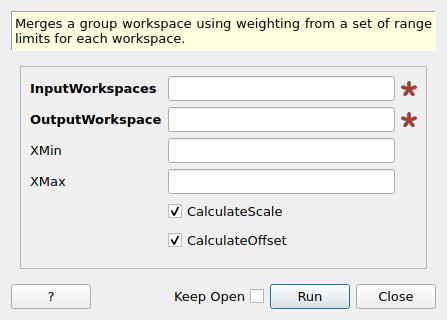 Merges a group workspace using weighting from a set of range
limits for each workspace.
InputWorkspaces
OutputWorkspace
XMin
XMax
CalculateScale
CalculateOffset
? Keep Open Run Close